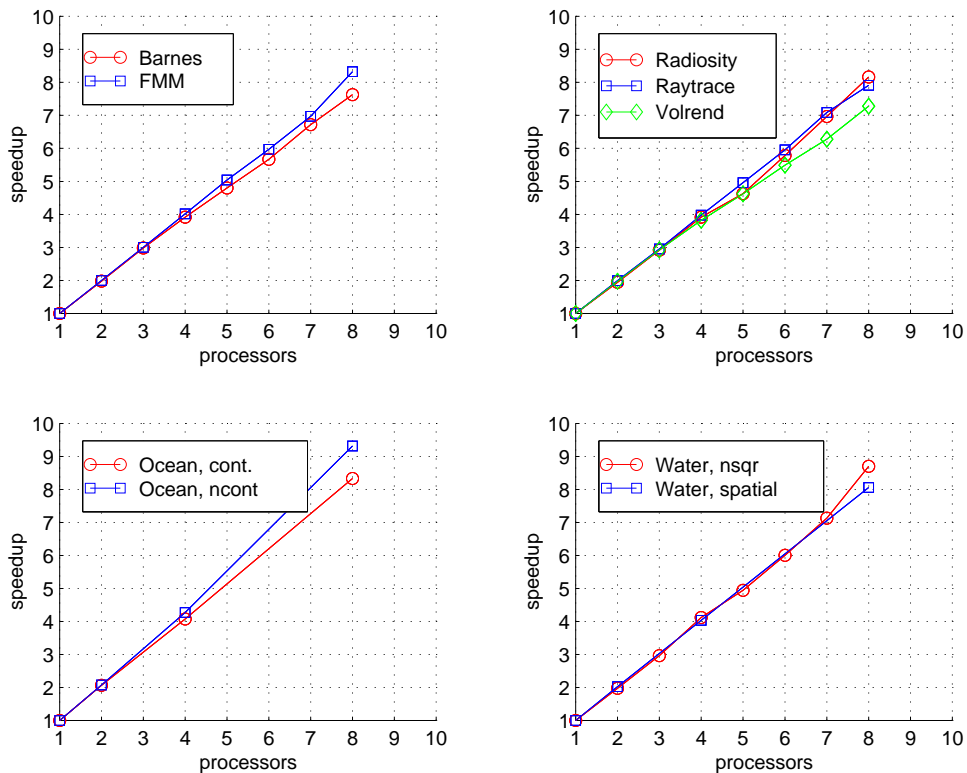 10
9
8
7
6
5
4
3
2
1
speedup
Barnes
FMM
1 2 3 4 5 6 7 8 9 10
processors
10
9
8
7
6
5
4
3
2
1
speedup
Radiosity
Raytrace
Volrend
1 2 3 4 5 6 7 8 9 10
processors
10
9
8
7
6
5
4
3
2
1
speedup
Ocean, cont.
Ocean, ncont
1 2 3 4 5 6 7 8 9 10
processors
10
9
8
7
6
5
4
3
2
1
speedup
Water, nsqr
Water, spatial
1 2 3 4 5 6 7 8 9 10
processors